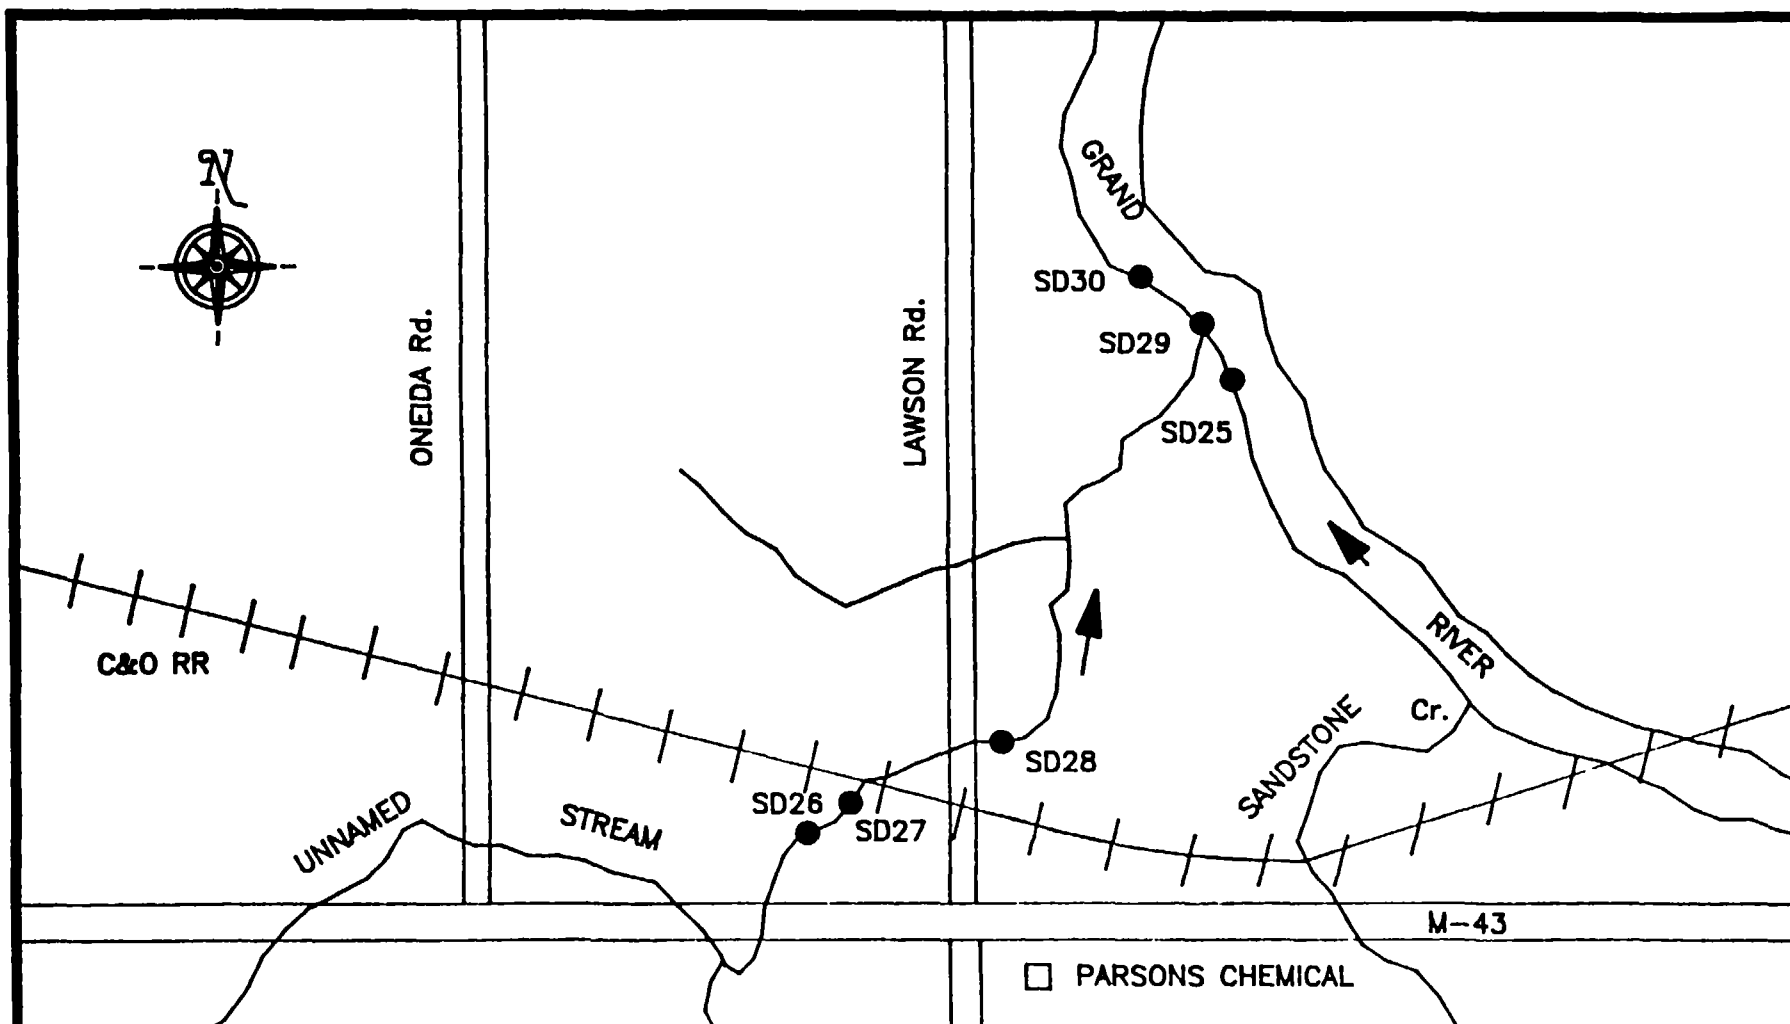 N
GRAND
SD30
ONEIDA Rd.
LAWSON Rd.
SD29
SD25
C&O RR
RIVER
Cr.
SANDSTONE
SD28
SD26
SD27
UNNAMED
STREAM
M-43
PARSONS CHEMICAL